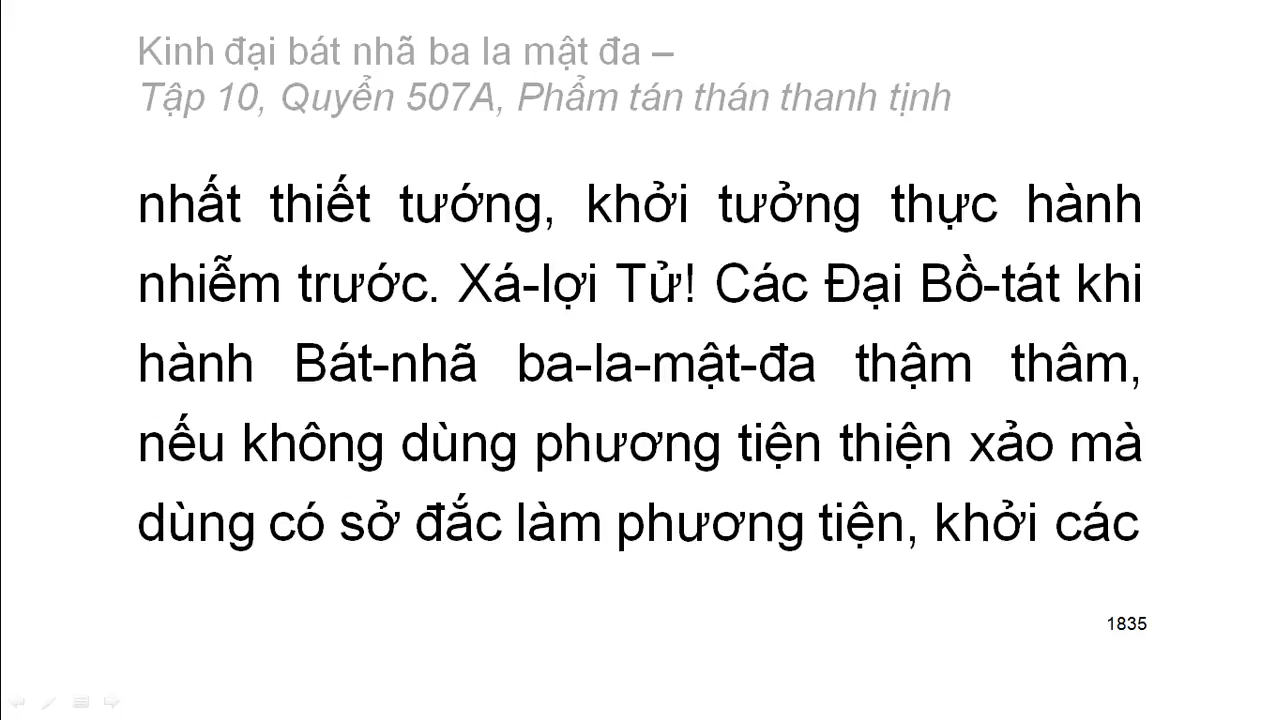 Kinh đại bát nhã ba la mật đa –
Tập 10, Quyển 507A, Phẩm tán thán thanh tịnh
nhất thiết tướng, khởi tưởng thực hành
nhiễm trước. Xá-lợi Tử! Các Đại Bồ-tát khi
hành Bát-nhã ba-la-mật-đa thậm thâm,
nếu không dùng phương tiện thiện xảo mà
dùng có sở đắc làm phương tiện, khởi các
1835